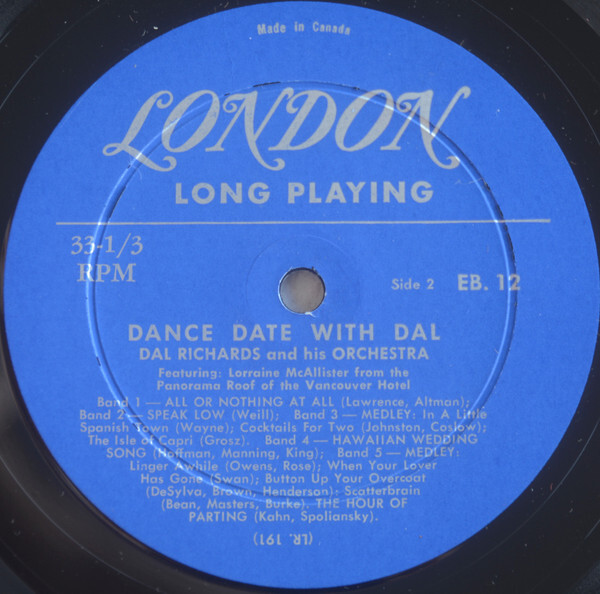 Made in Canada
LONDON
LONG PLAYING
33-1/3
RPM
Side 2 EB. 12
DANCE DATE WITH DAL
DAL RICHARDS and his ORCHESTRA
Featuring: Lorraine McAllister from the
Panorama Roof of the Vancouver Hotel
Band 1 — ALL OR NOTHING AT ALL (Lawrence, Altman);
Band 2 — SPEAK LOW (Weill); Band 3 — MEDLEY: In A Little
Spanish Town (Wayne); Cocktails For Two (Johnston, Coslow);
The Isle of Capri (Grosz). Band 4 — HAWAIIAN WEDDING
SONG (Hoffman, Manning, King); Band 5 — MEDLEY:
Linger Awhile (Owens, Rose); When Your Lover
Has Gone (Swan); Button Up Your Overcoat
(DeSylva, Brown, Henderson); Scatterbrain
(Bean, Masters, Burke). THE HOUR OF
PARTING (Kahn, Spoliansky).
(LR. 191)